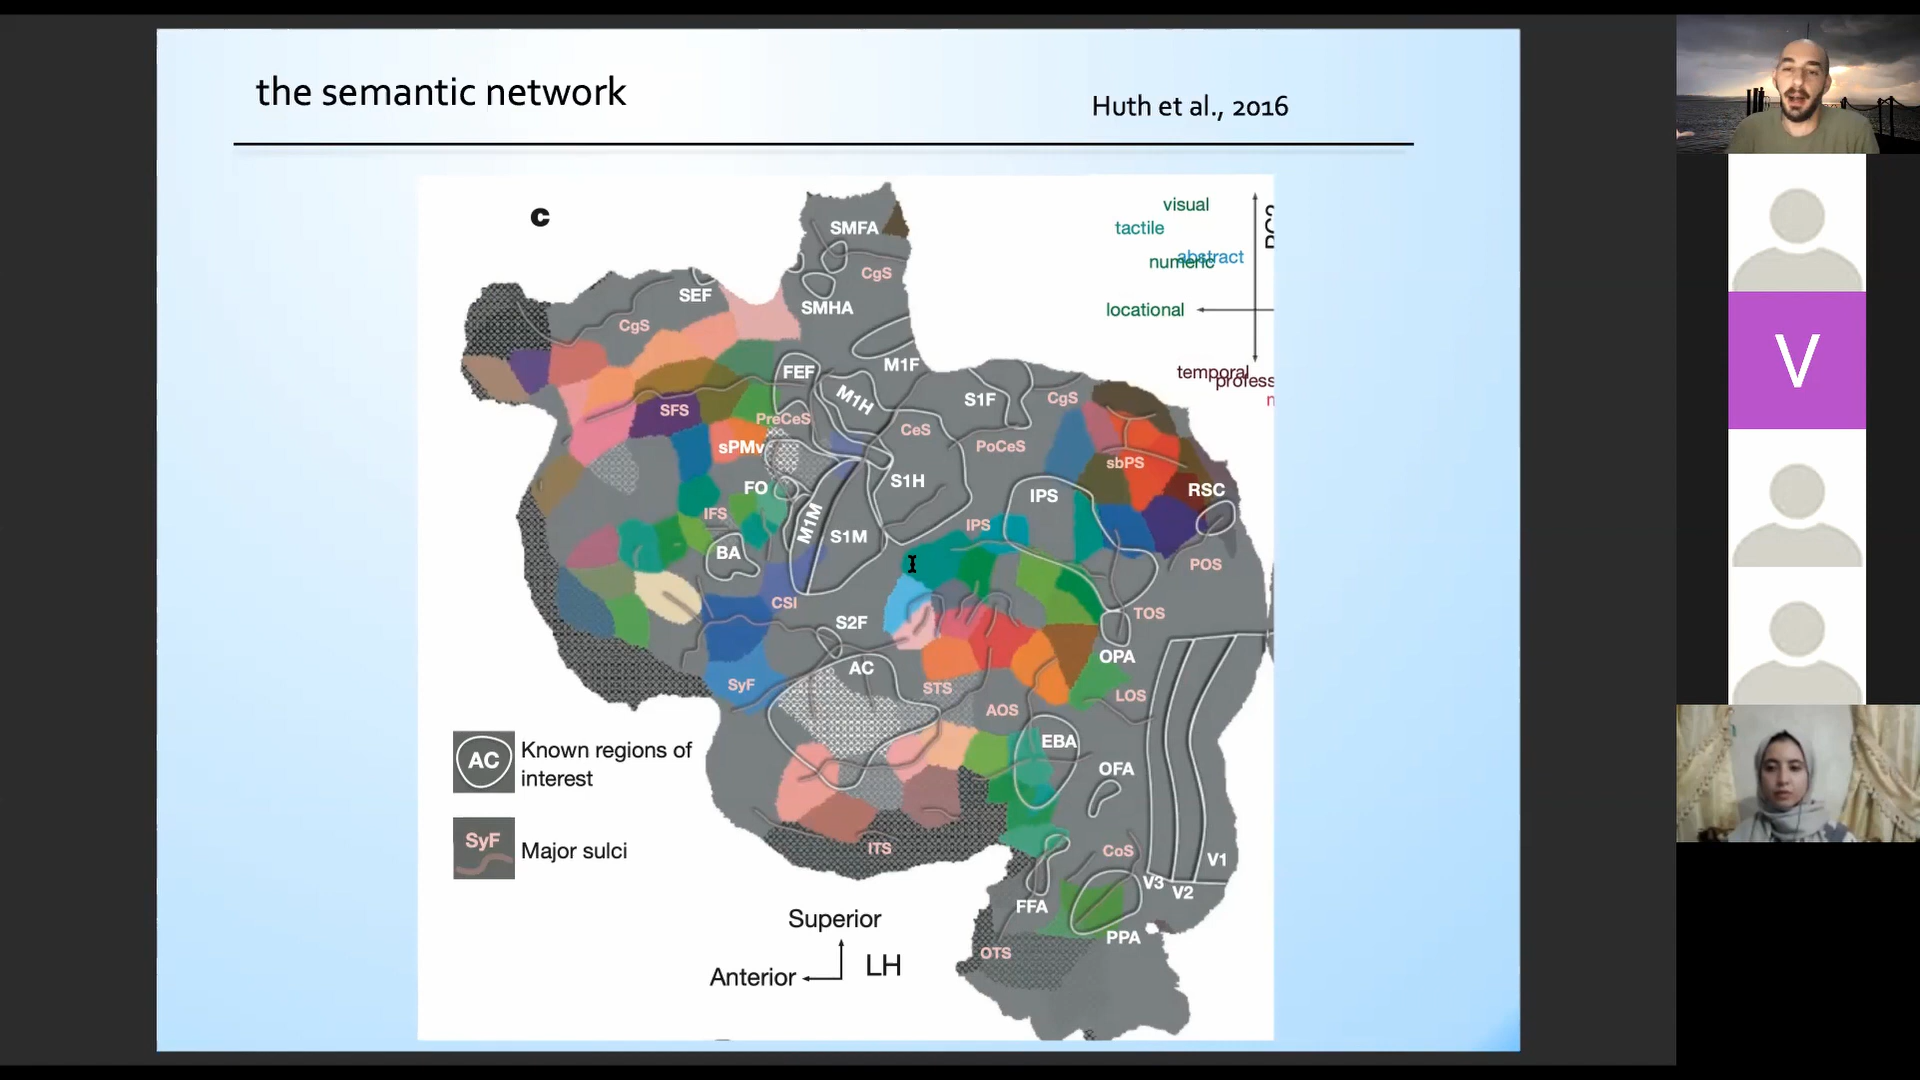 the semantic network
Huth et al., 2016
c
SMFA
CgS
SEF
SMHA
CgS
visual
tactile
abstract
numeric
locational
temporal
profess
FEF
M1F
M1H
S1F
CgS
SFS
PreCeS
CeS
PoCeS
sPMv
sbPS
S1H
IPS
RSC
FO
IFS
M1M
S1M
IPS
BA
POS
CSI
TOS
S2F
OPA
AC
SyF
STS
LOS
AOS
EBA
OFA
AC
Known regions of
interest
SyF
Major sulci
ITS
CoS
V1
V3
V2
FFA
PPA
OTS
Superior
Anterior
LH
V